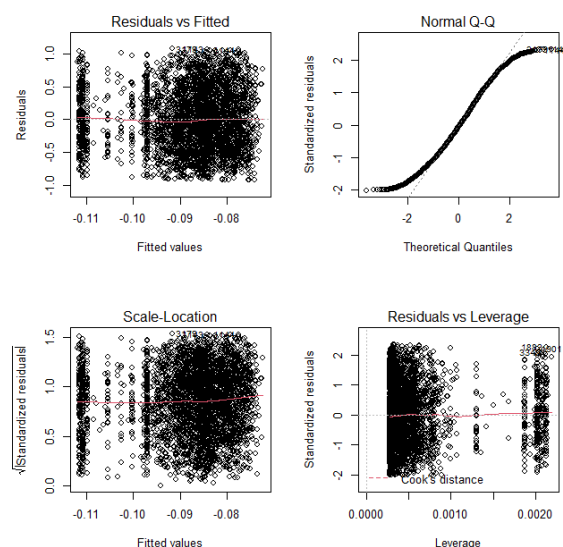 Residuals vs Fitted
Residuals
1.0
0.5
0.0
-0.5
-1.0
-0.11
-0.10
-0.09
-0.08
Fitted values
Normal Q-Q
Standardized residuals
2
1
0
-1
-2
-2
0
2
Theoretical Quantiles
Scale-Location
√|Standardized residuals|
1.5
1.0
0.5
0.0
-0.11
-0.10
-0.09
-0.08
Fitted values
Residuals vs Leverage
Standardized residuals
2
1
0
-1
-2
Cook's distance
0.0000
0.0010
0.0020
Leverage